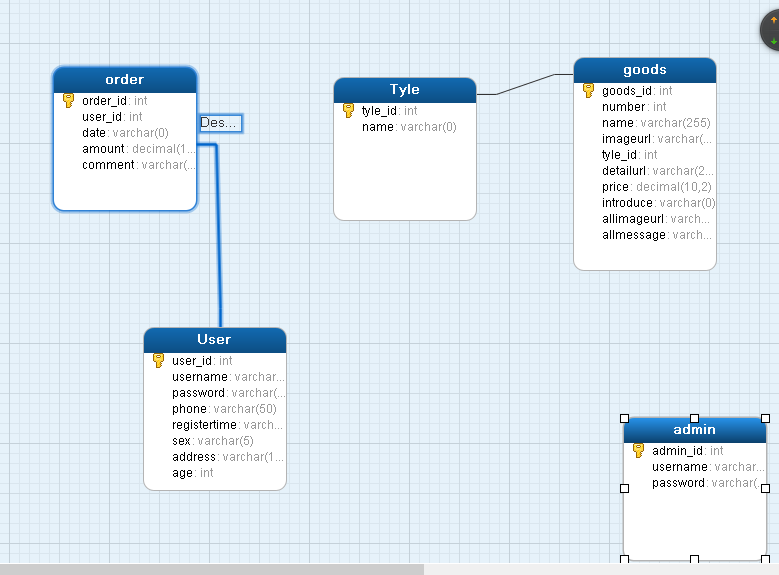 order
order_id: int
user_id: int
date: varchar(0)
amount: decimal(1...
comment: varchar(...
Des...
Tyle
tyle_id: int
name: varchar(0)
goods
goods_id: int
number: int
name: varchar(255)
imageurl: varchar(...
tyle_id: int
detailurl: varchar(2...
price: decimal(10,2)
introduce: varchar(0)
allimageurl: varch...
allmessage: varch...
User
user_id: int
username: varchar...
password: varchar(...
phone: varchar(50)
registertime: varch...
sex: varchar(5)
address: varchar(1...
age: int
admin
admin_id: int
username: varchar...
password: varchar(...